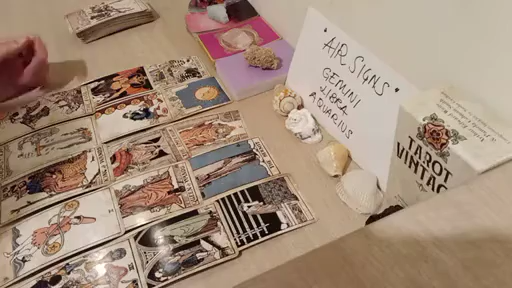 "AIR SIGNS"
GEMINI
LIBRA
AQUARIUS
TAROT
VINTAG